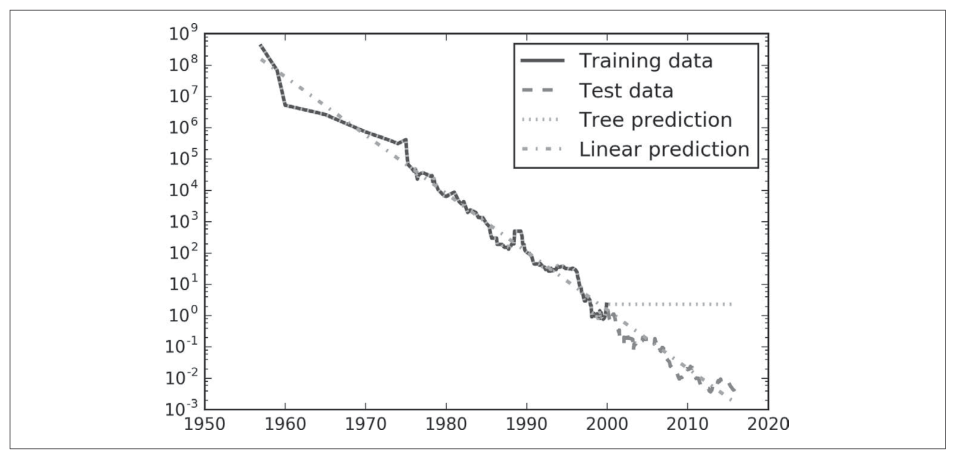 10^9
10^8
10^7
10^6
10^5
10^4
10^3
10^2
10^1
10^0
10^-1
10^-2
10^-3
Training data
Test data
Tree prediction
Linear prediction
1950 1960 1970 1980 1990 2000 2010 2020